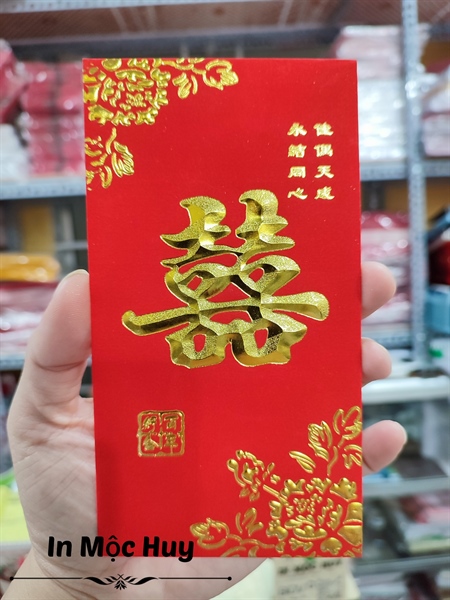 佳偶天成
永結同心
囍
百年
好合
In Mộc Huy